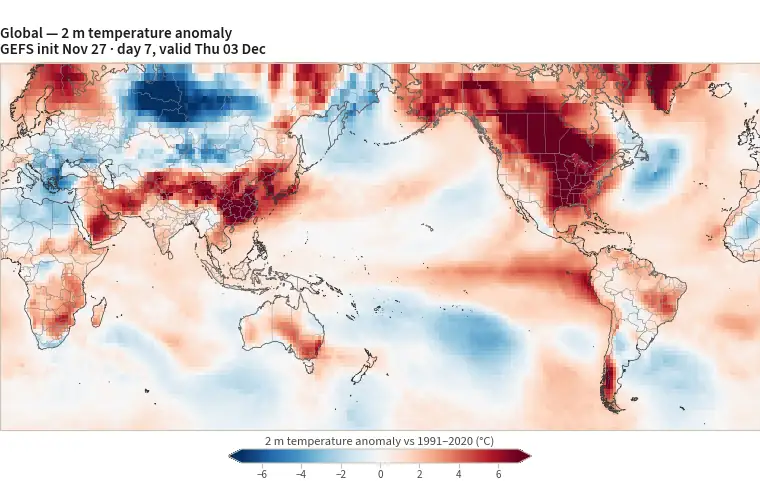 Global — 2 m temperature anomaly
GEFS init Nov 27 · day 7, valid Thu 03 Dec
2 m temperature anomaly vs 1991–2020 (°C)
−6 −4 −2 0 2 4 6